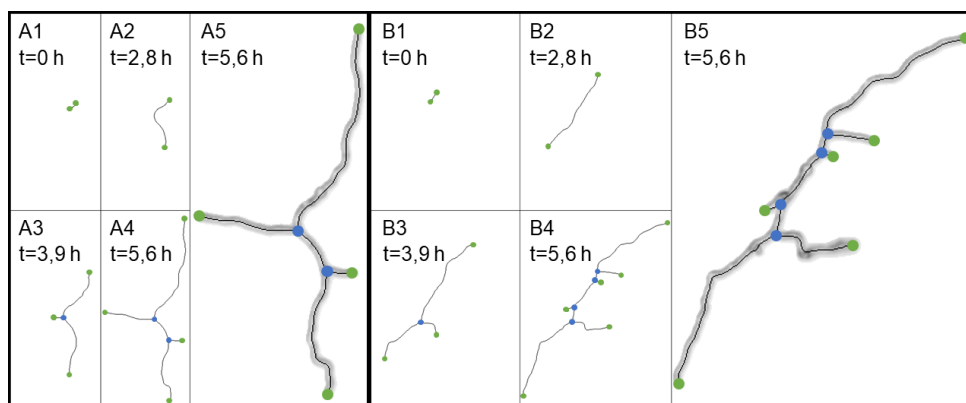 A1
t=0 h
A2
t=2,8 h
A5
t=5,6 h
B1
t=0 h
B2
t=2,8 h
B5
t=5,6 h
A3
t=3,9 h
A4
t=5,6 h
B3
t=3,9 h
B4
t=5,6 h